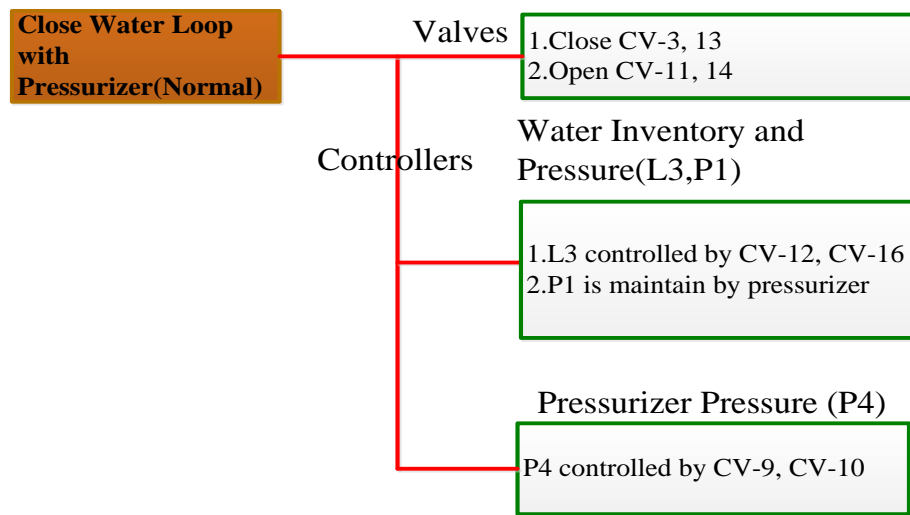 Close Water Loop
with
Pressurizer(Normal)
Valves
1.Close CV-3, 13
2.Open CV-11, 14
Controllers
Water Inventory and
Pressure(L3,P1)
1.L3 controlled by CV-12, CV-16
2.P1 is maintain by pressurizer
Pressurizer Pressure (P4)
P4 controlled by CV-9, CV-10